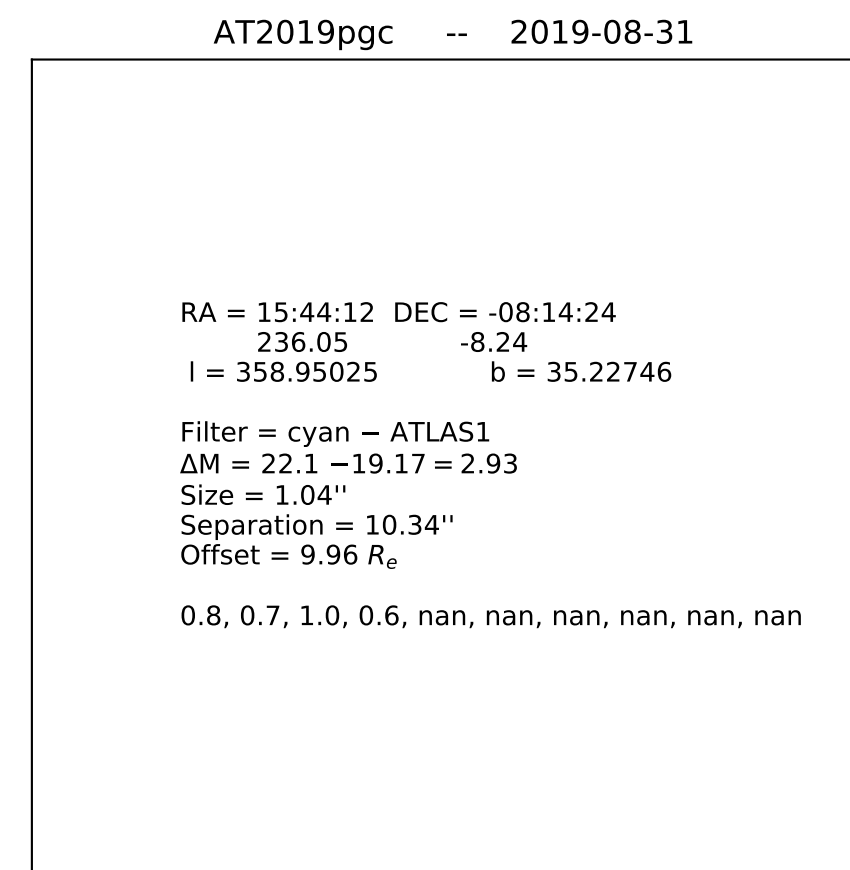 AT2019pgc -- 2019-08-31
RA = 15:44:12 DEC = -08:14:24
236.05 -8.24
l = 358.95025 b = 35.22746
Filter = cyan − ATLAS1
ΔM = 22.1 −19.17 = 2.93
Size = 1.04''
Separation = 10.34''
Offset = 9.96 Rₑ
0.8, 0.7, 1.0, 0.6, nan, nan, nan, nan, nan, nan